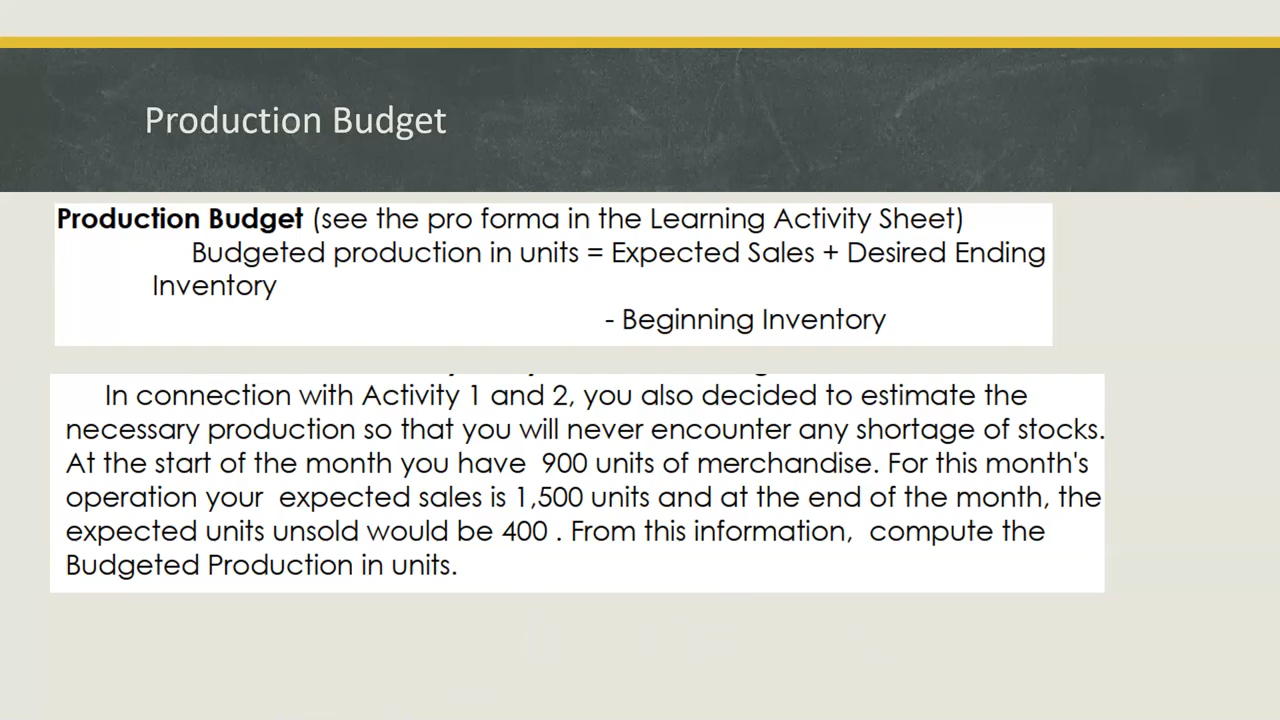 Production Budget
Production Budget (see the pro forma in the Learning Activity Sheet)
Budgeted production in units = Expected Sales + Desired Ending
Inventory
- Beginning Inventory
In connection with Activity 1 and 2, you also decided to estimate the
necessary production so that you will never encounter any shortage of stocks.
At the start of the month you have 900 units of merchandise. For this month's
operation your expected sales is 1,500 units and at the end of the month, the
expected units unsold would be 400 . From this information, compute the
Budgeted Production in units.